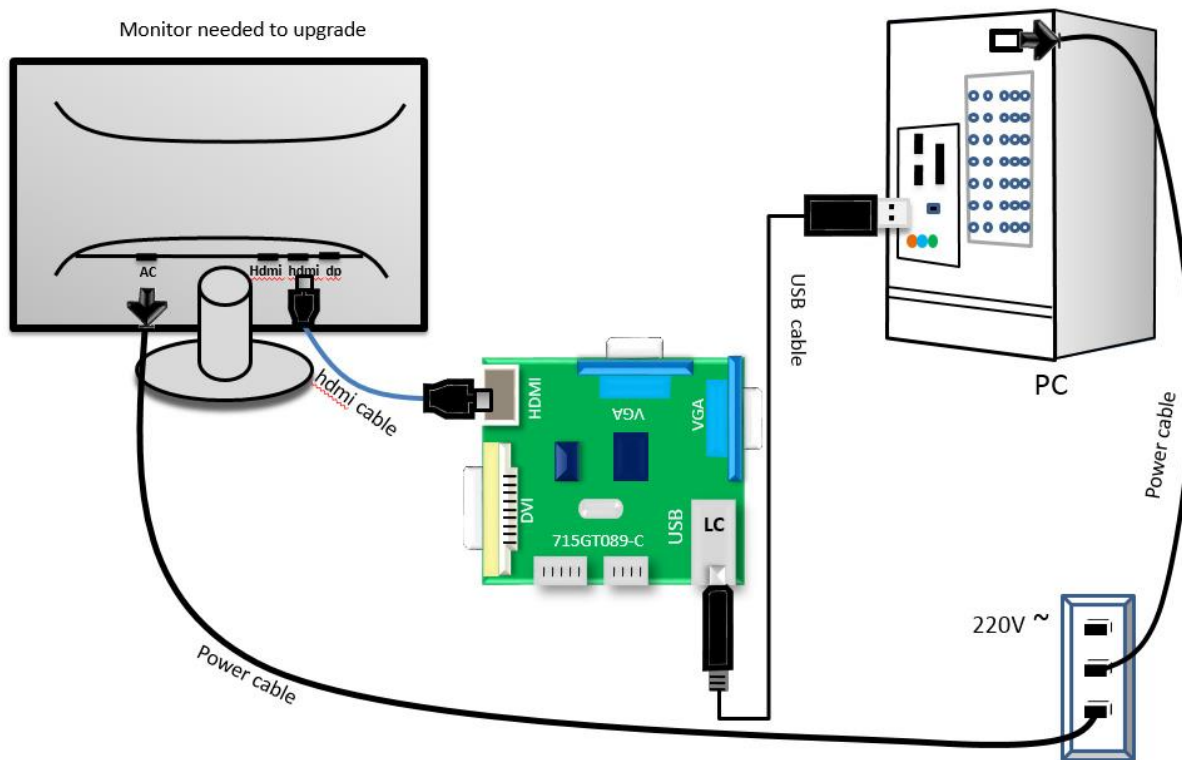 Monitor needed to upgrade
AC
Hdmi hdmi dp
hdmi cable
Power cable
HDMI
VGA
VGA
DVI
USB
LC
715GT089-C
USB cable
PC
Power cable
220V ~